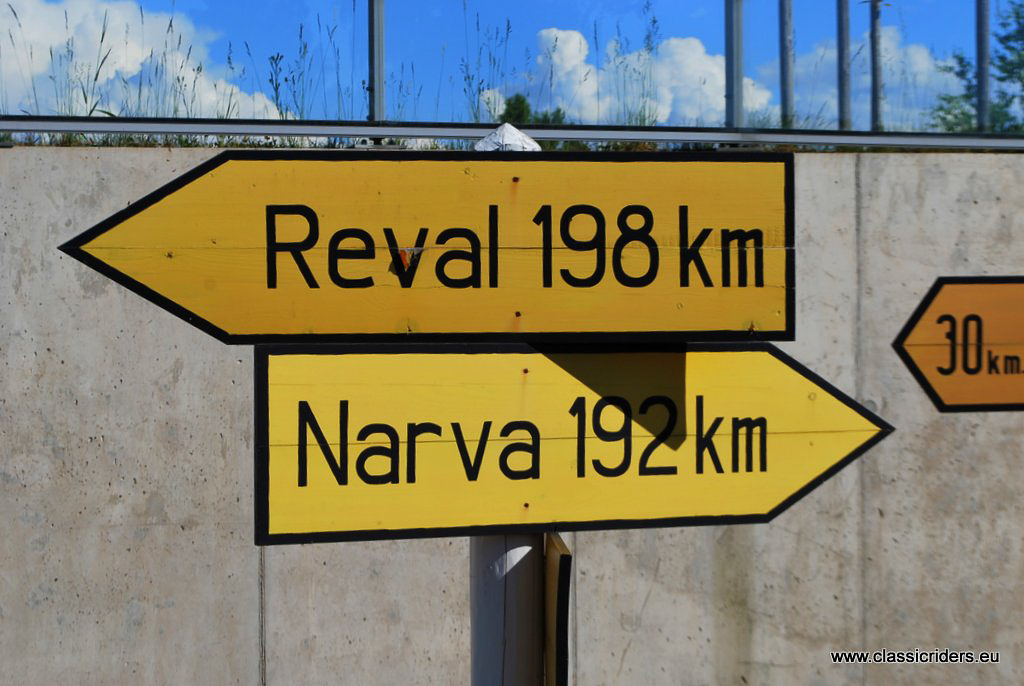 Reval 198 km
Narva 192 km
30 km.
www.classicriders.eu